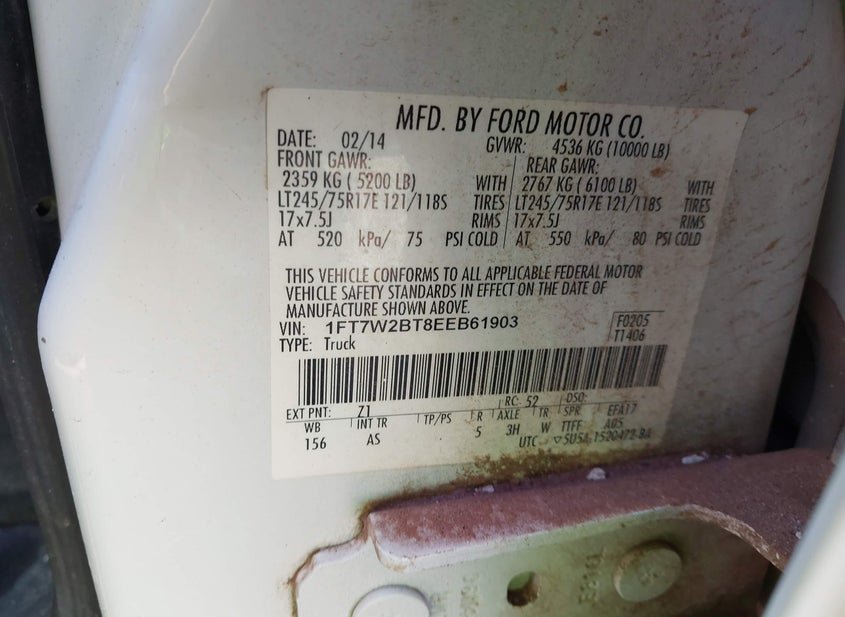 MFD. BY FORD MOTOR CO.
DATE: 02/14 GVWR: 4536 KG (10000 LB)
FRONT GAWR: REAR GAWR:
2359 KG ( 5200 LB) WITH 2767 KG ( 6100 LB) WITH
LT245/75R17E 121/118S TIRES LT245/75R17E 121/118S TIRES
17x7.5J RIMS 17x7.5J RIMS
AT 520 kPa/ 75 PSI COLD AT 550 kPa/ 80 PSI COLD
THIS VEHICLE CONFORMS TO ALL APPLICABLE FEDERAL MOTOR
VEHICLE SAFETY STANDARDS IN EFFECT ON THE DATE OF
MANUFACTURE SHOWN ABOVE.
VIN: 1FT7W2BT8EEB61903 F0205
TYPE: Truck T1406
EXT PNT: Z1 RC: 52 DSO:
WB INT TR TP/PS R AXLE TR SPR EFA17
156 AS 5 3H W TTFF A05
UTC